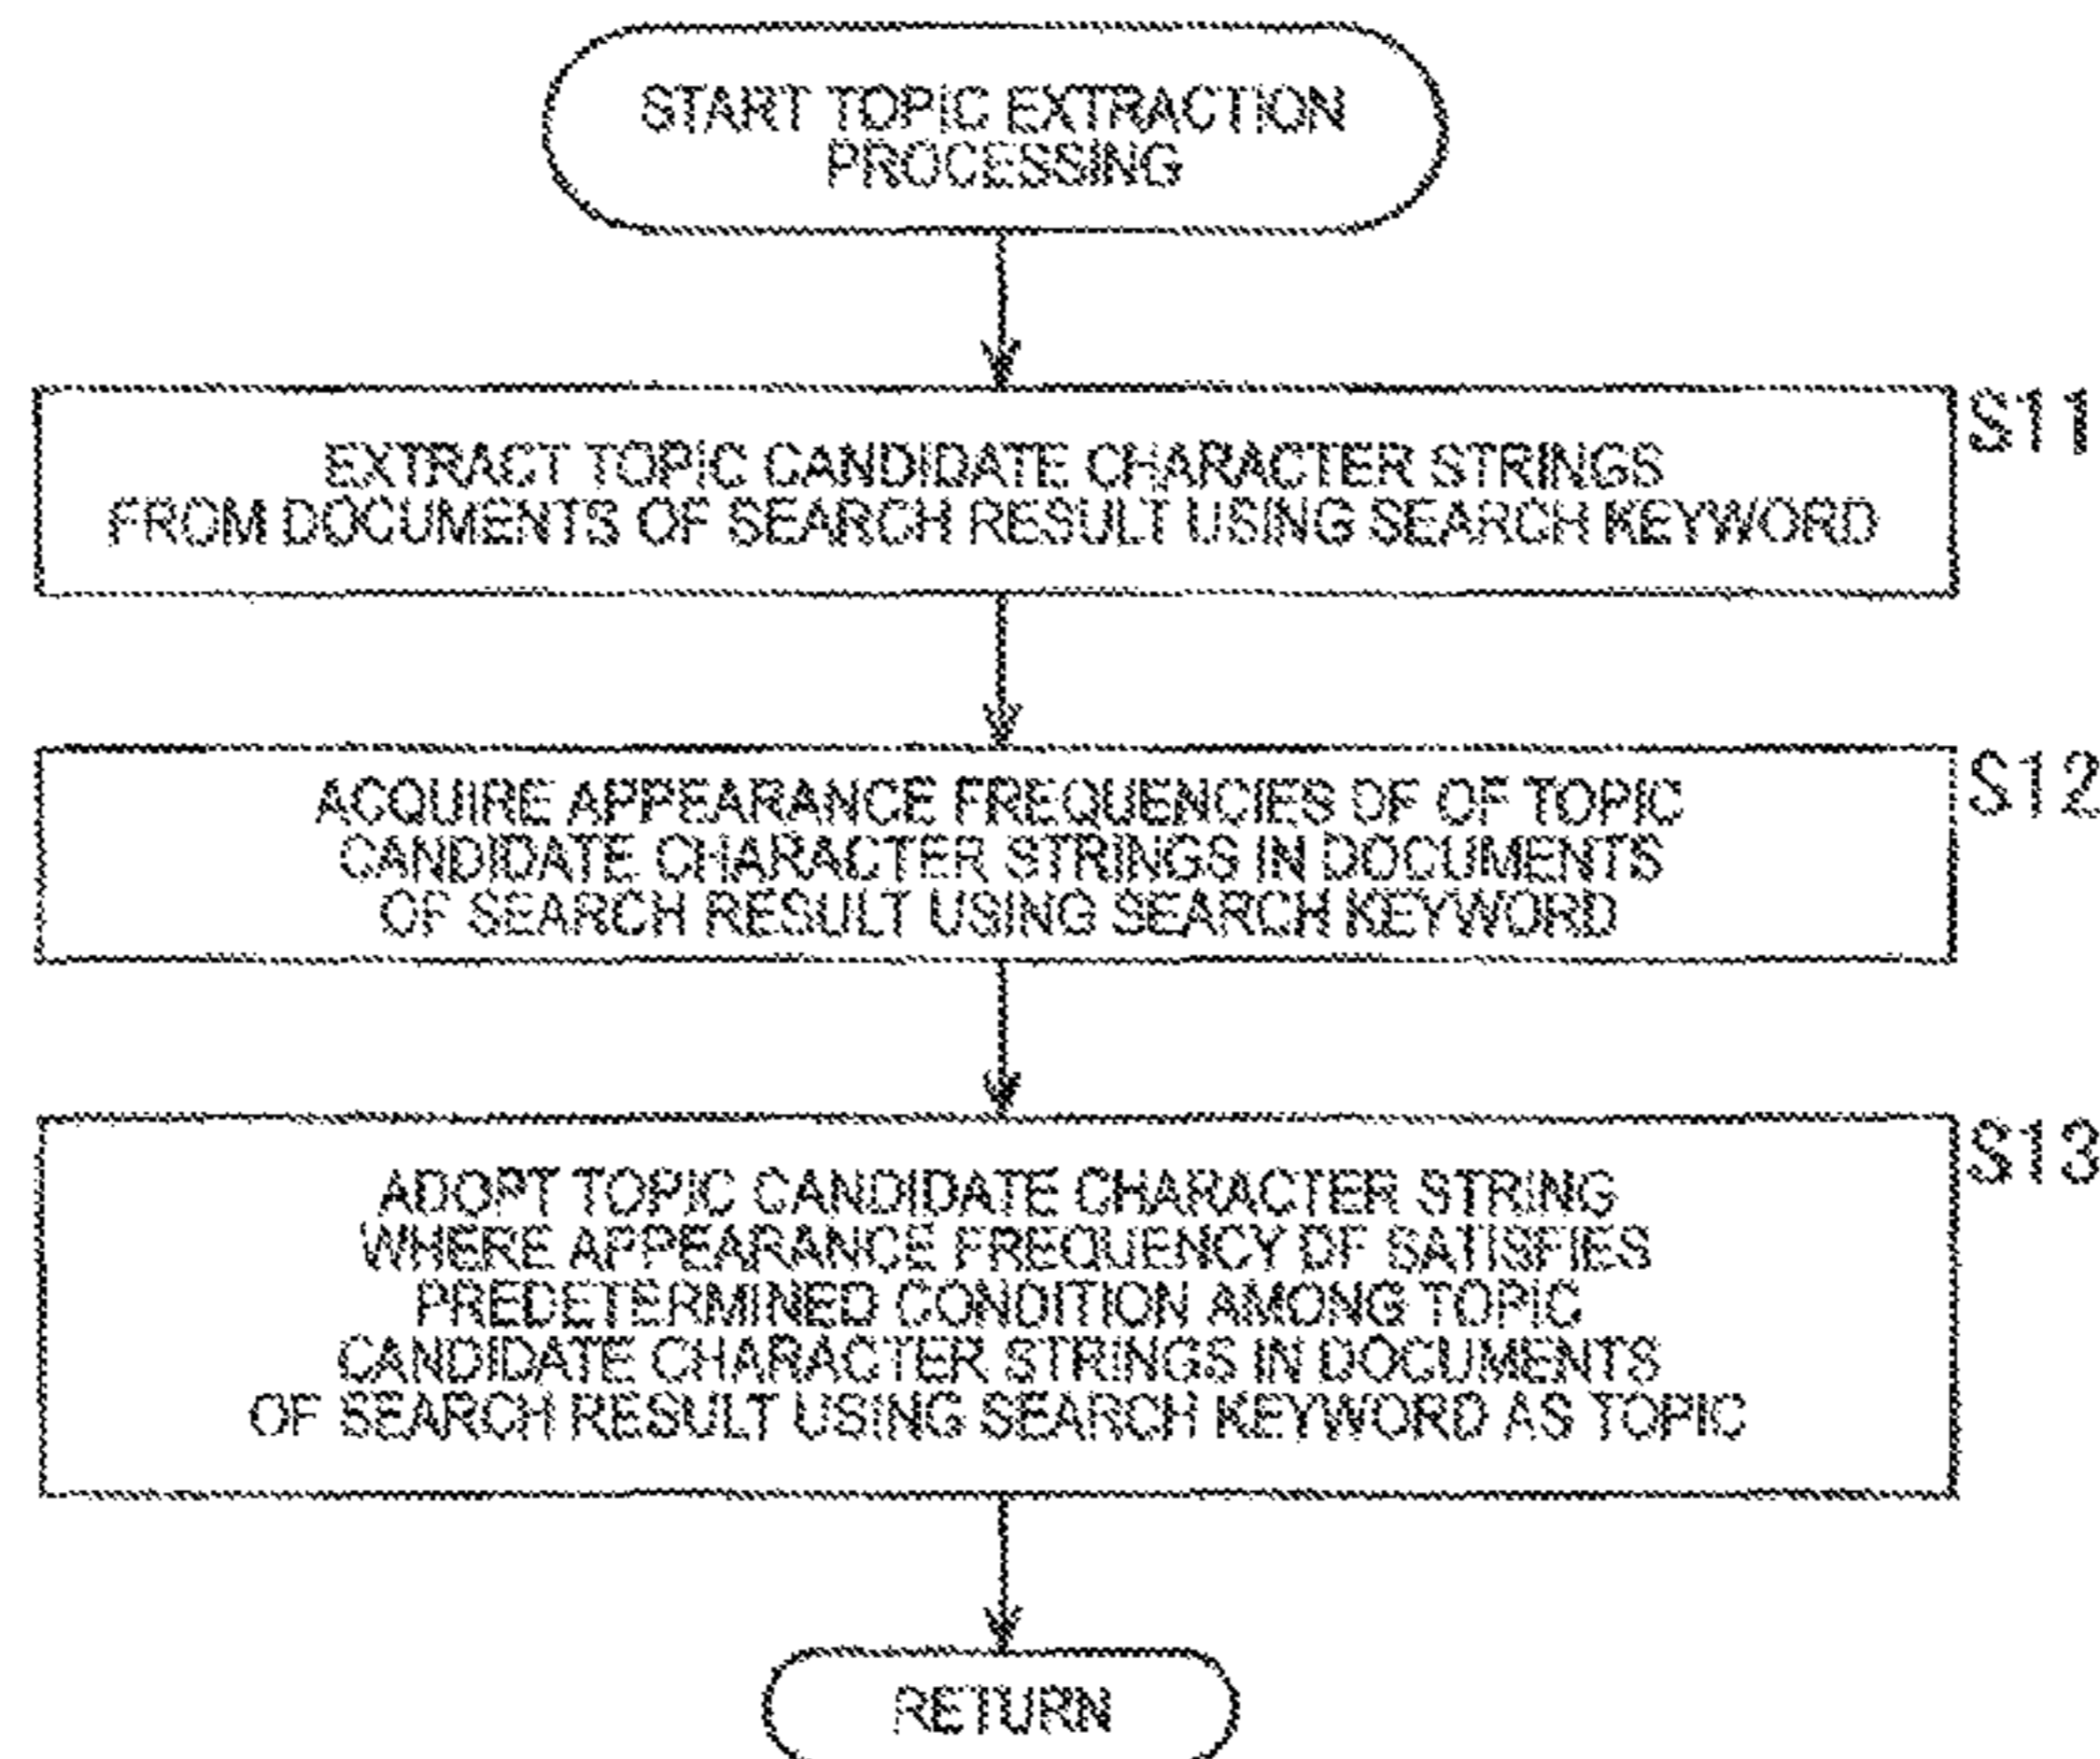 START TOPIC EXTRACTION
PROCESSING
S11
EXTRACT TOPIC CANDIDATE CHARACTER STRINGS
FROM DOCUMENTS OF SEARCH RESULT USING SEARCH KEYWORD
S12
ACQUIRE APPEARANCE FREQUENCIES DF OF TOPIC
CANDIDATE CHARACTER STRINGS IN DOCUMENTS
OF SEARCH RESULT USING SEARCH KEYWORD
S13
ADOPT TOPIC CANDIDATE CHARACTER STRING
WHERE APPEARANCE FREQUENCY DF SATISFIES
PREDETERMINED CONDITION AMONG TOPIC
CANDIDATE CHARACTER STRINGS IN DOCUMENTS
OF SEARCH RESULT USING SEARCH KEYWORD AS TOPIC
RETURN